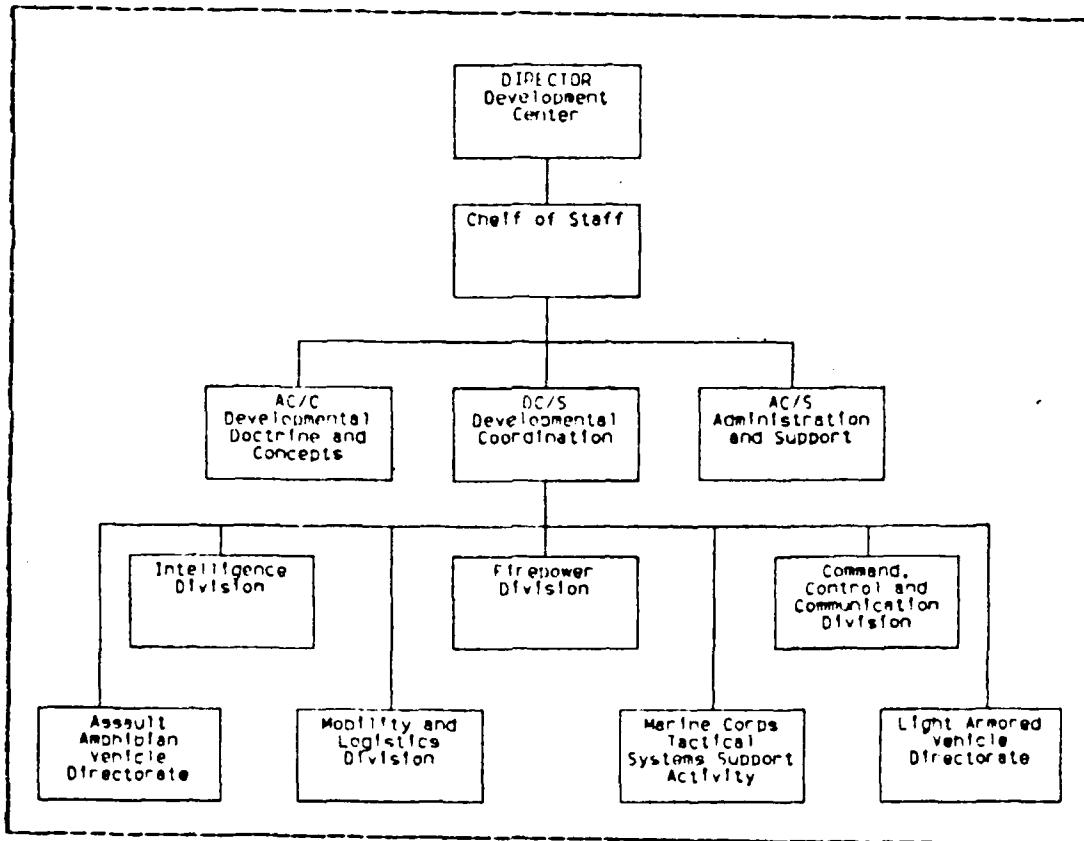 DIRECTOR
Development
Center
Cheif of Staff
AC/C
Developmental
Doctrine and
Concepts
DC/S
Developmental
Coordination
AC/S
Administration
and Support
Intelligence
Division
Firepower
Division
Command,
Control and
Communication
Division
Assault
Amphibian
Vehicle
Directorate
Mobility and
Logistics
Division
Marine Corps
Tactical
Systems Support
Activity
Light Armored
Vehicle
Directorate